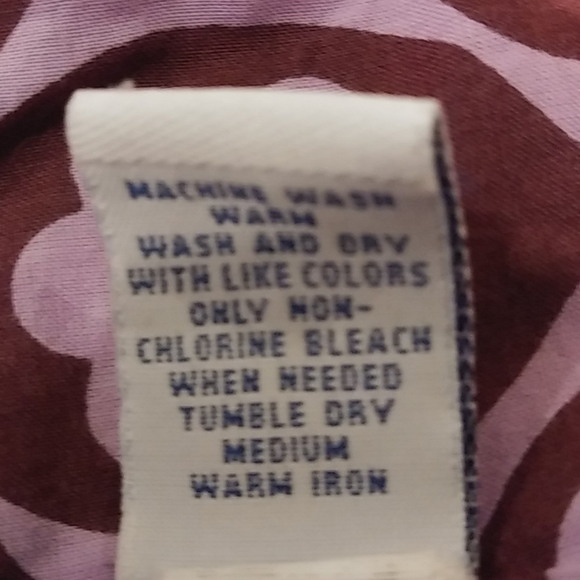 MACHINE WASH
WARM
WASH AND DRY
WITH LIKE COLORS
ONLY NON-
CHLORINE BLEACH
WHEN NEEDED
TUMBLE DRY
MEDIUM
WARM IRON